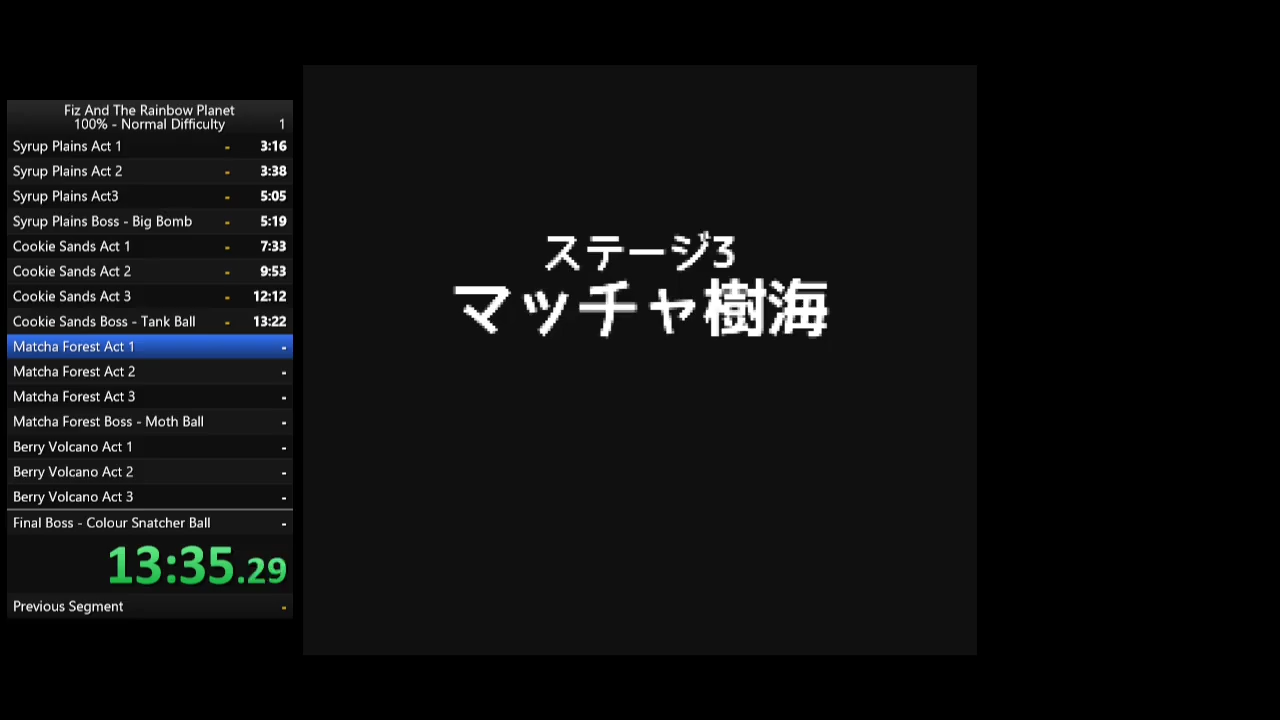 Fiz And The Rainbow Planet
100% - Normal Difficulty 1
Syrup Plains Act 1 - 3:16
Syrup Plains Act 2 - 3:38
Syrup Plains Act3 - 5:05
Syrup Plains Boss - Big Bomb - 5:19
Cookie Sands Act 1 - 7:33
Cookie Sands Act 2 - 9:53
Cookie Sands Act 3 - 12:12
Cookie Sands Boss - Tank Ball - 13:22
Matcha Forest Act 1 -
Matcha Forest Act 2 -
Matcha Forest Act 3 -
Matcha Forest Boss - Moth Ball -
Berry Volcano Act 1 -
Berry Volcano Act 2 -
Berry Volcano Act 3 -
Final Boss - Colour Snatcher Ball -
13:35.29
Previous Segment -
ステージ3
マッチャ樹海